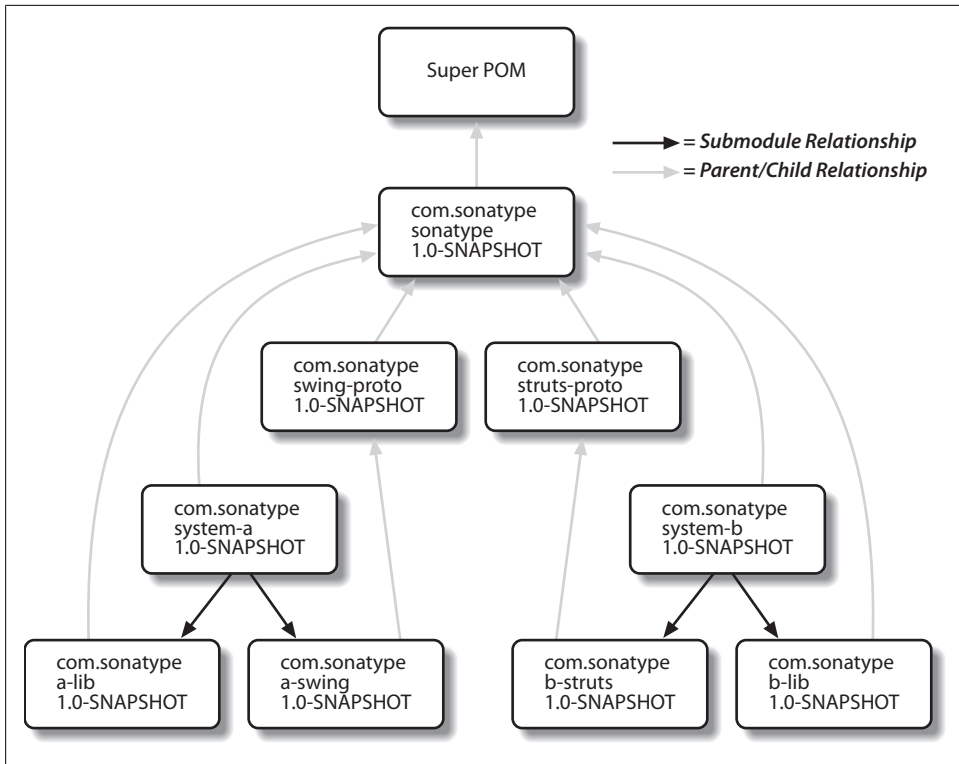 Super POM
= Submodule Relationship
= Parent/Child Relationship
com.sonatype
sonatype
1.0-SNAPSHOT
com.sonatype
swing-proto
1.0-SNAPSHOT
com.sonatype
struts-proto
1.0-SNAPSHOT
com.sonatype
system-a
1.0-SNAPSHOT
com.sonatype
system-b
1.0-SNAPSHOT
com.sonatype
a-lib
1.0-SNAPSHOT
com.sonatype
a-swing
1.0-SNAPSHOT
com.sonatype
b-struts
1.0-SNAPSHOT
com.sonatype
b-lib
1.0-SNAPSHOT